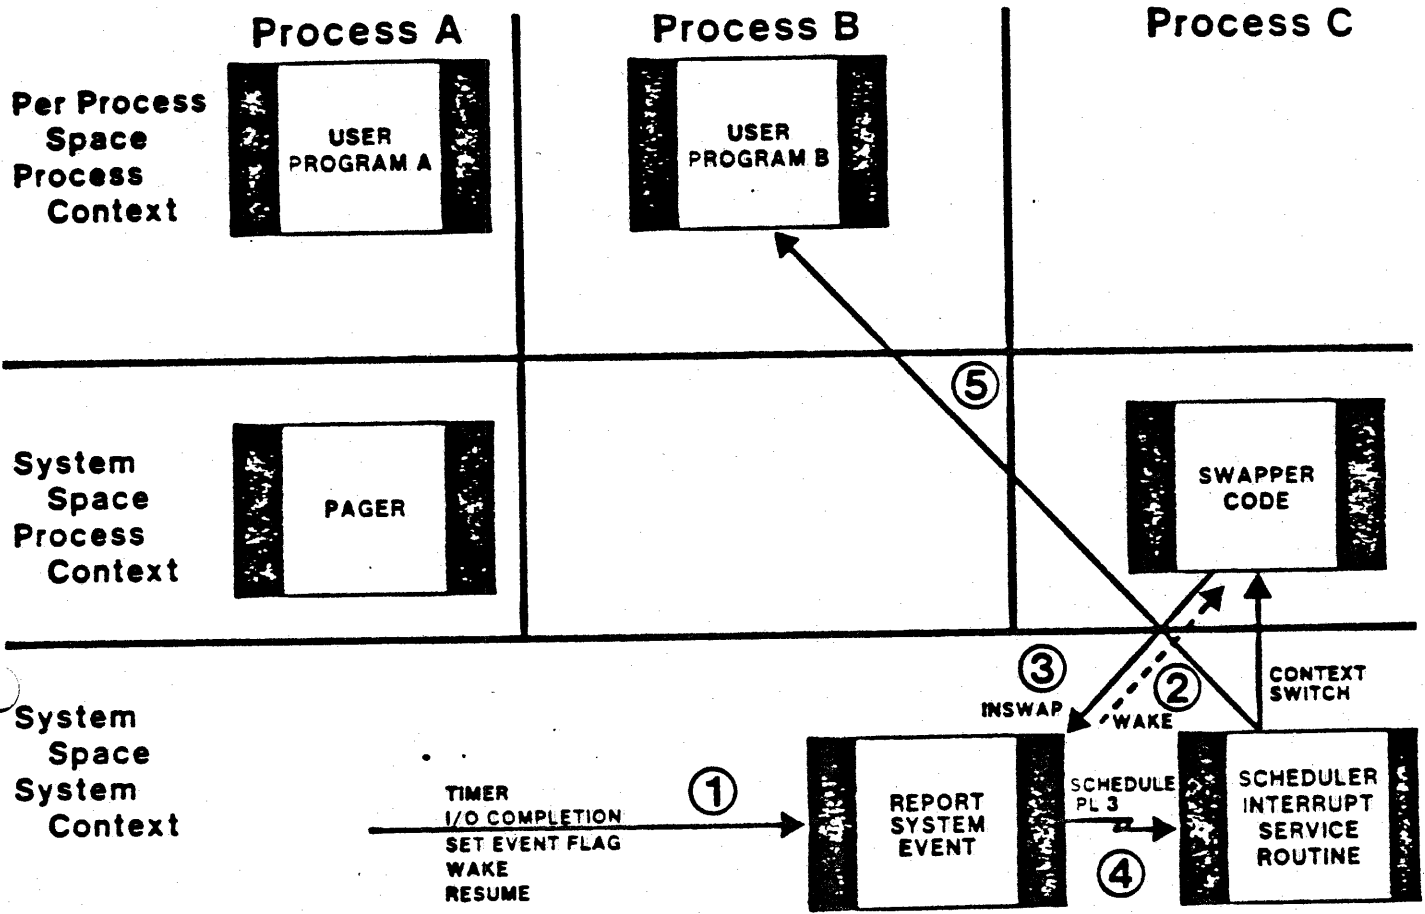 Process A
Process B
Process C
Per Process
Space
Process
Context
USER
PROGRAM A
USER
PROGRAM B
5
System
Space
Process
Context
PAGER
SWAPPER
CODE
3
2
CONTEXT
SWITCH
INSWAP
WAKE
System
Space
System
Context
1
TIMER
I/O COMPLETION
SET EVENT FLAG
WAKE
RESUME
REPORT
SYSTEM
EVENT
SCHEDULE
PL 3
4
SCHEDULER
INTERRUPT
SERVICE
ROUTINE